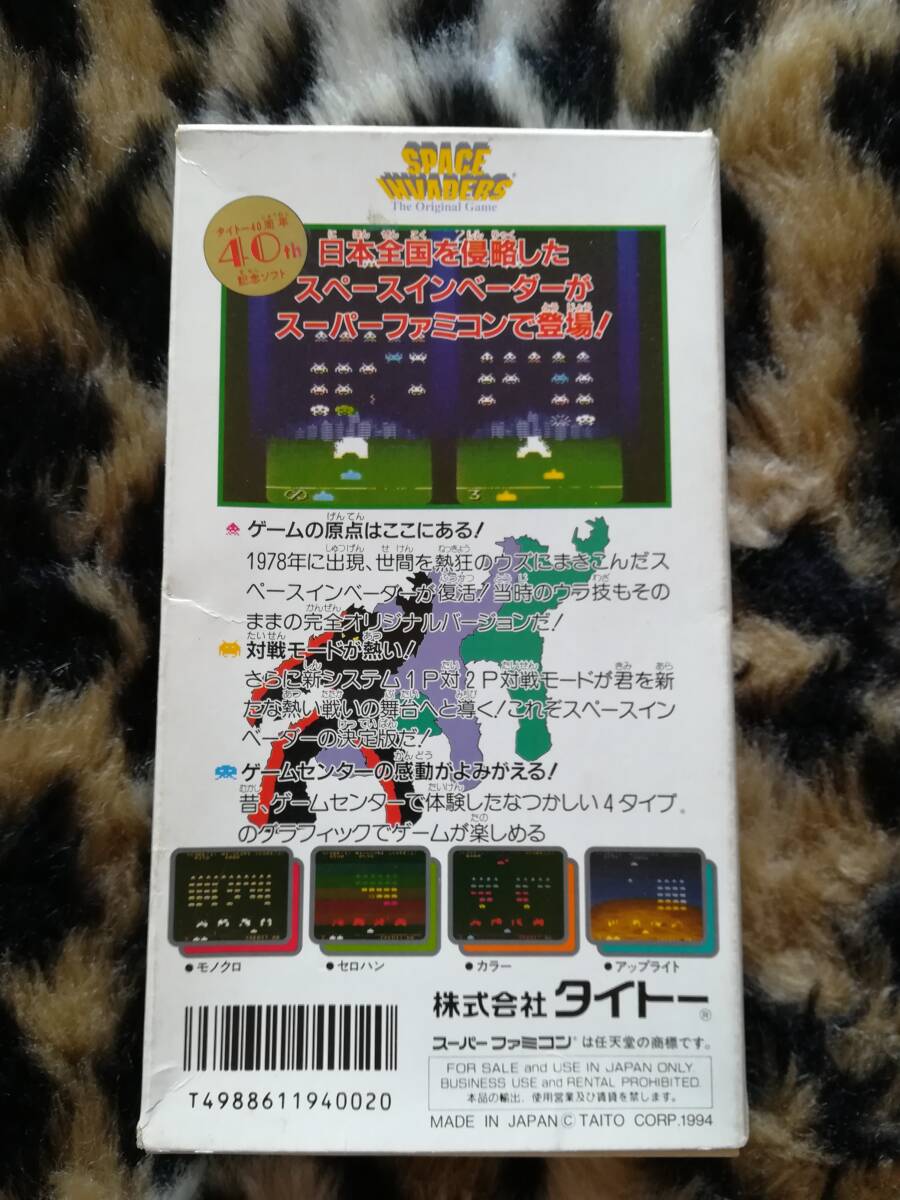 SPACE
INVADERS
The Original Game
タイトー40周年
40th
記念ソフト
日本全国を侵略した
スペースインベーダーが
スーパーファミコンで登場!
3
ゲームの原点はここにある!
1978年に出現、世間を熱狂のウズにまきこんだス
ペースインベーダーが復活!当時のウラ技もその
ままの完全オリジナルバージョンだ!
対戦モードが熱い!
さらに新システム1P対2P対戦モードが君を新
たな熱い戦いの舞台へと導く!これぞスペースイン
ベーダーの決定版だ!
ゲームセンターの感動がよみがえる!
昔、ゲームセンターで体験したなつかしい4タイプ
のグラフィックでゲームが楽しめる。
●モノクロ
●セロハン
●カラー
●アップライト
株式会社 タイトー®
スーパーファミコン®は任天堂の商標です。
FOR SALE and USE IN JAPAN ONLY.
BUSINESS USE and RENTAL PROHIBITED.
本品の輸出、使用営業及び賃貸を禁します。
T4988611940020
MADE IN JAPAN © TAITO CORP.1994